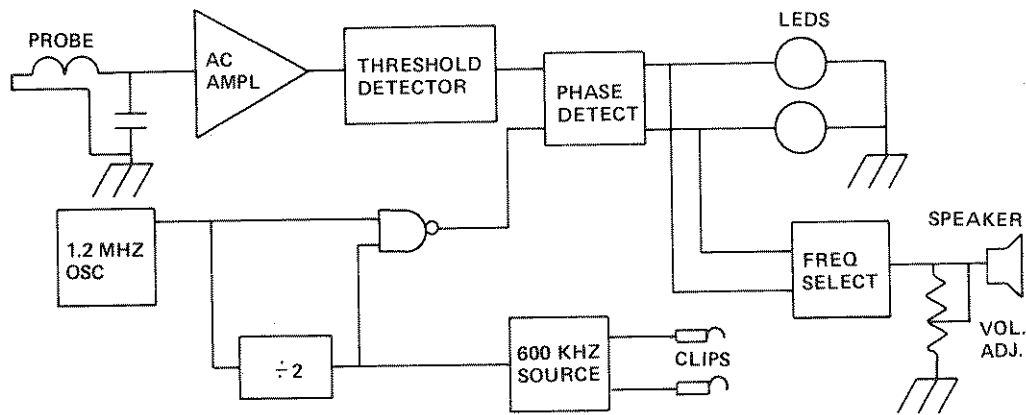 PROBE
AC
AMPL
THRESHOLD
DETECTOR
PHASE
DETECT
LEDS
1.2 MHZ
OSC
÷2
600 KHZ
SOURCE
CLIPS
FREQ
SELECT
SPEAKER
VOL.
ADJ.